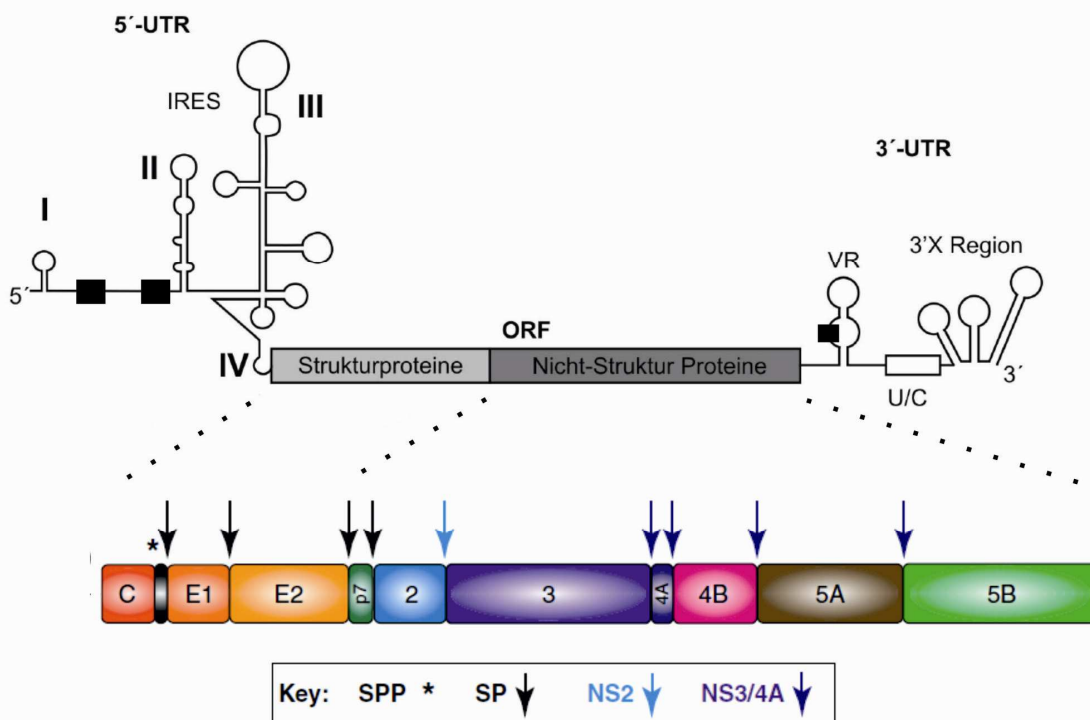 5´-UTR
IRES
III
II
I
5´
IV
3´-UTR
3'X Region
VR
3´
U/C
ORF
Strukturproteine
Nicht-Struktur Proteine
*
C
E1
E2
p7
2
3
4A
4B
5A
5B
Key: SPP * SP NS2 NS3/4A